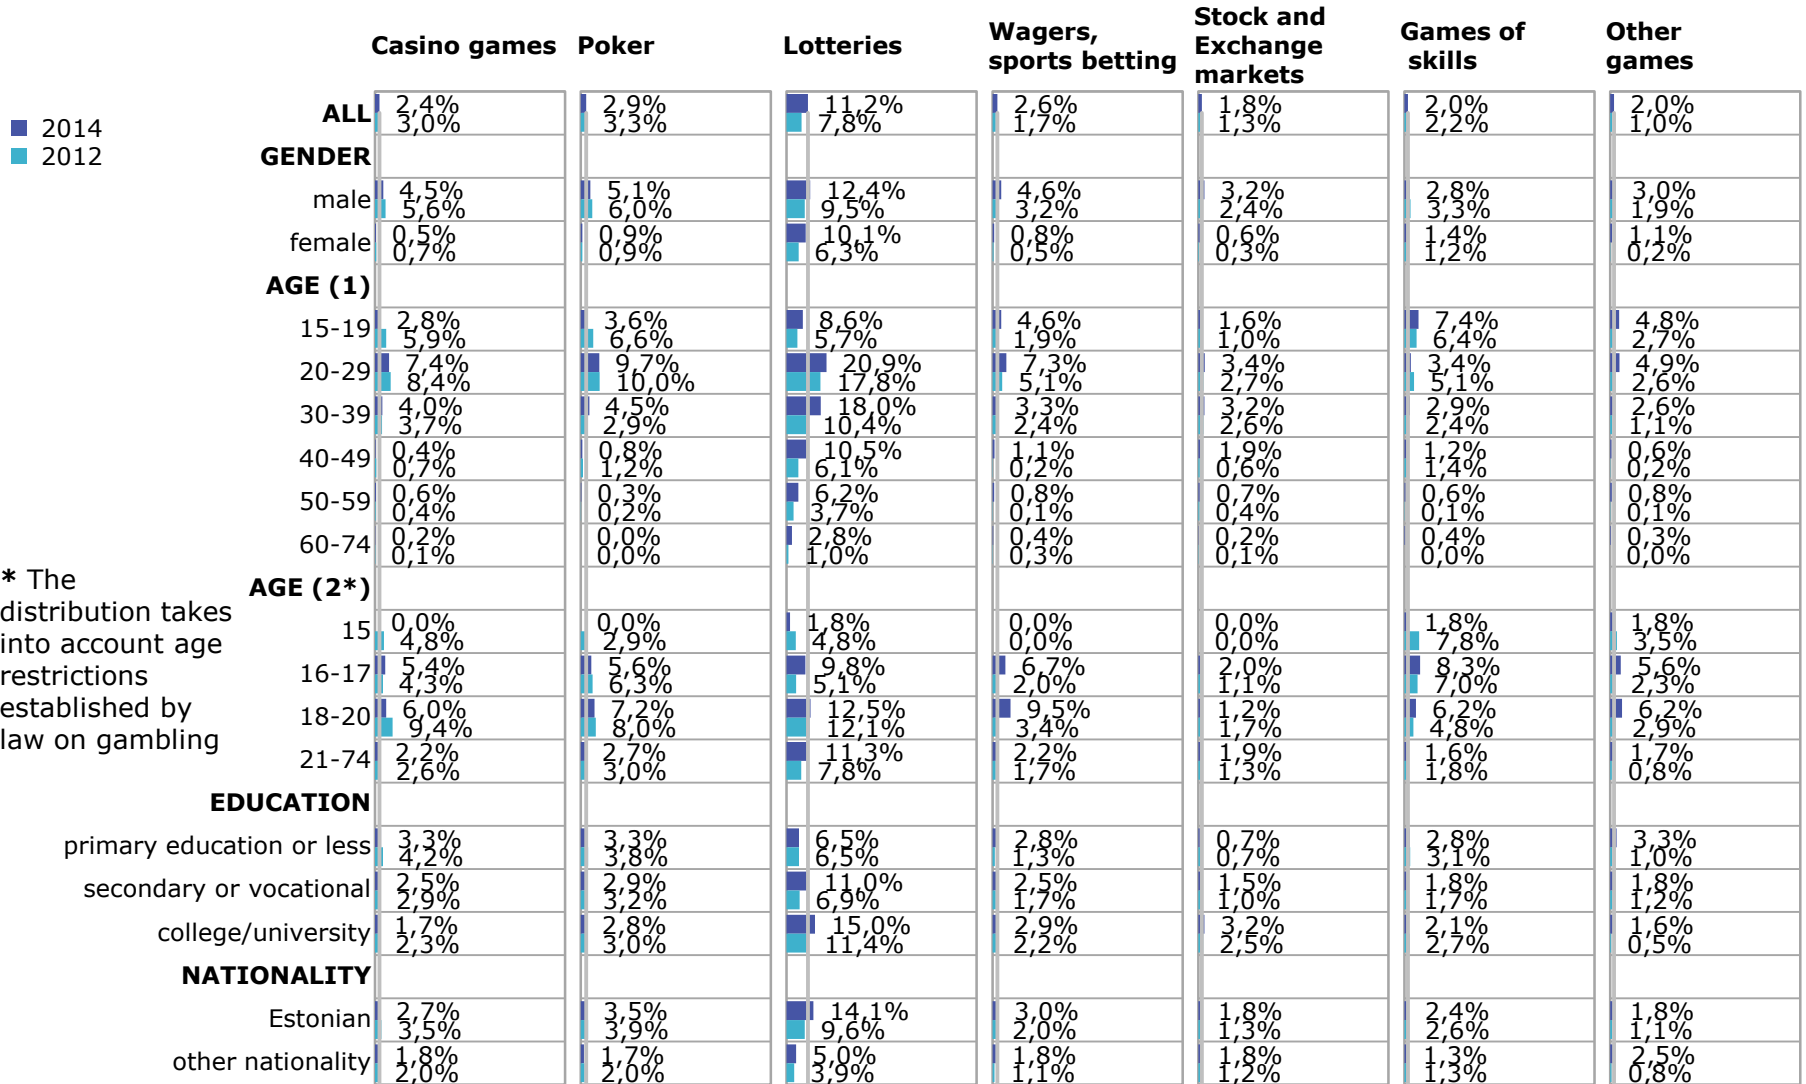 Casino games Poker Lotteries Wagers, sports betting Stock and Exchange markets Games of skills Other games
2014
2012
ALL 2,4% 2,9% 11,2% 2,6% 1,8% 2,0% 2,0%
3,0% 3,3% 7,8% 1,7% 1,3% 2,2% 1,0%
GENDER
male 4,5% 5,1% 12,4% 4,6% 3,2% 2,8% 3,0%
5,6% 6,0% 9,5% 3,2% 2,4% 3,3% 1,9%
female 0,5% 0,9% 10,1% 0,8% 0,6% 1,4% 1,1%
0,7% 0,9% 6,3% 0,5% 0,3% 1,2% 0,2%
AGE (1)
15-19 2,8% 3,6% 8,6% 4,6% 1,6% 7,4% 4,8%
5,9% 6,6% 5,7% 1,9% 1,0% 6,4% 2,7%
20-29 7,4% 9,7% 20,9% 7,3% 3,4% 3,4% 4,9%
8,4% 10,0% 17,8% 5,1% 2,7% 5,1% 2,6%
30-39 4,0% 4,5% 18,0% 3,3% 3,2% 2,9% 2,6%
3,7% 2,9% 10,4% 2,4% 2,6% 2,4% 1,1%
40-49 0,4% 0,8% 10,5% 1,1% 1,9% 1,2% 0,6%
0,7% 1,2% 6,1% 0,2% 0,6% 1,4% 0,2%
50-59 0,6% 0,3% 6,2% 0,8% 0,7% 0,6% 0,8%
0,4% 0,2% 3,7% 0,1% 0,4% 0,1% 0,1%
60-74 0,2% 0,0% 2,8% 0,4% 0,2% 0,4% 0,3%
0,1% 0,0% 1,0% 0,3% 0,1% 0,0% 0,0%
* The
distribution takes
into account age
restrictions
established by
law on gambling
AGE (2*)
15 0,0% 0,0% 1,8% 0,0% 0,0% 1,8% 1,8%
4,8% 2,9% 4,8% 0,0% 0,0% 7,8% 3,5%
16-17 5,4% 5,6% 9,8% 6,7% 2,0% 8,3% 5,6%
4,3% 6,3% 5,1% 2,0% 1,1% 7,0% 2,3%
18-20 6,0% 7,2% 12,5% 9,5% 1,2% 6,2% 6,2%
9,4% 8,0% 12,1% 3,4% 1,7% 4,8% 2,9%
21-74 2,2% 2,7% 11,3% 2,2% 1,9% 1,6% 1,7%
2,6% 3,0% 7,8% 1,7% 1,3% 1,8% 0,8%
EDUCATION
primary education or less 3,3% 3,3% 6,5% 2,8% 0,7% 2,8% 3,3%
4,2% 3,8% 6,5% 1,3% 0,7% 3,1% 1,0%
secondary or vocational 2,5% 2,9% 11,0% 2,5% 1,5% 1,8% 1,8%
2,9% 3,2% 6,9% 1,7% 1,0% 1,7% 1,2%
college/university 1,7% 2,8% 15,0% 2,9% 3,2% 2,1% 1,6%
2,3% 3,0% 11,4% 2,2% 2,5% 2,7% 0,5%
NATIONALITY
Estonian 2,7% 3,5% 14,1% 3,0% 1,8% 2,4% 1,8%
3,5% 3,9% 9,6% 2,0% 1,3% 2,6% 1,1%
other nationality 1,8% 1,7% 5,0% 1,8% 1,8% 1,3% 2,5%
2,0% 2,0% 3,9% 1,1% 1,2% 1,3% 0,8%